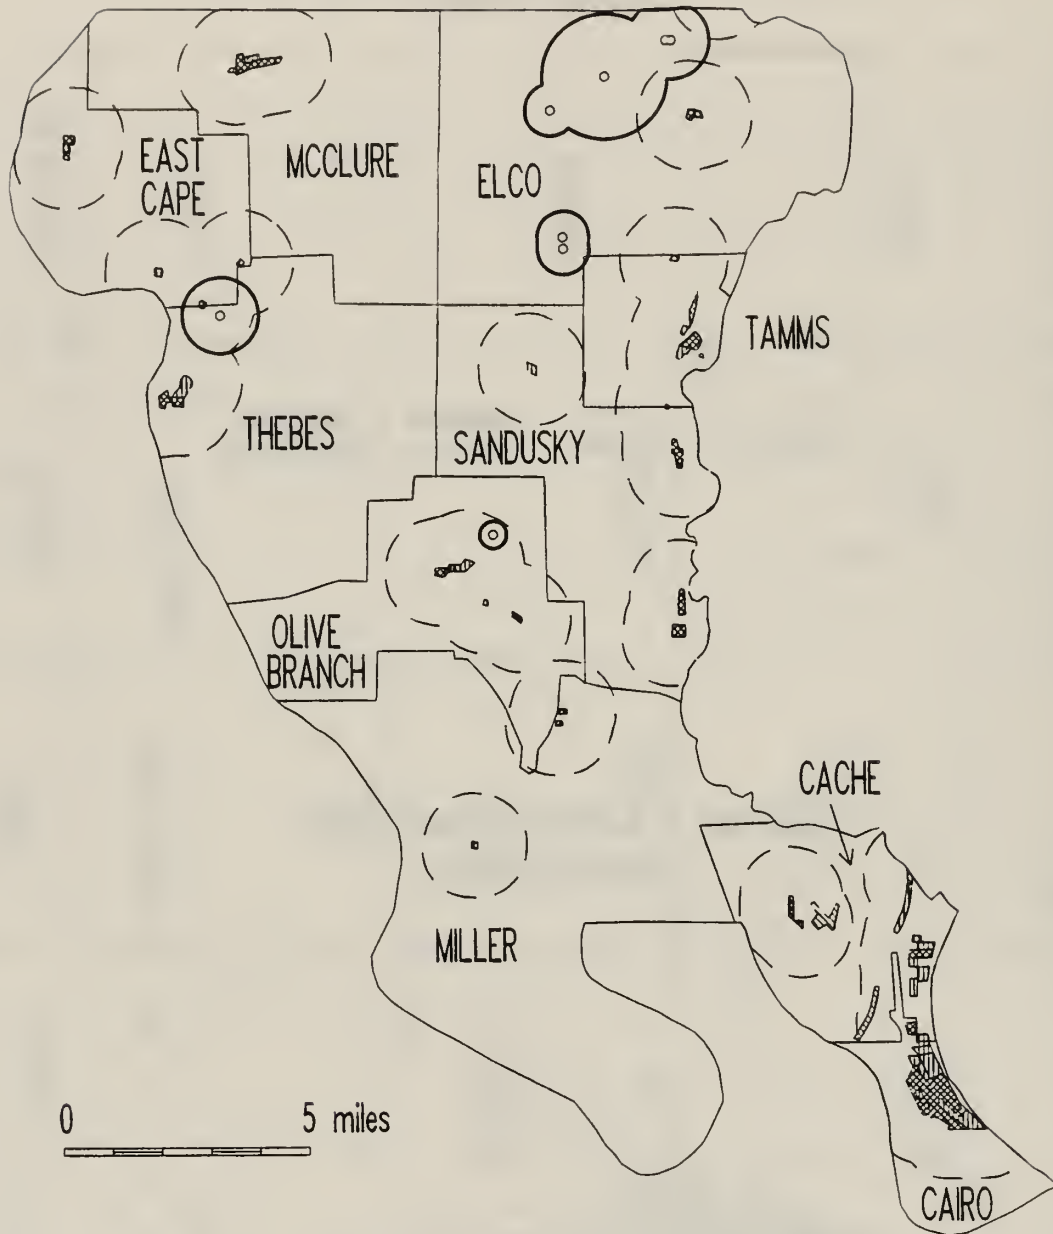 EAST
CAPE
MCCLURE
ELCO
TAMMS
THEBES
SANDUSKY
OLIVE
BRANCH
CACHE
MILLER
0 5 miles
CAIRO